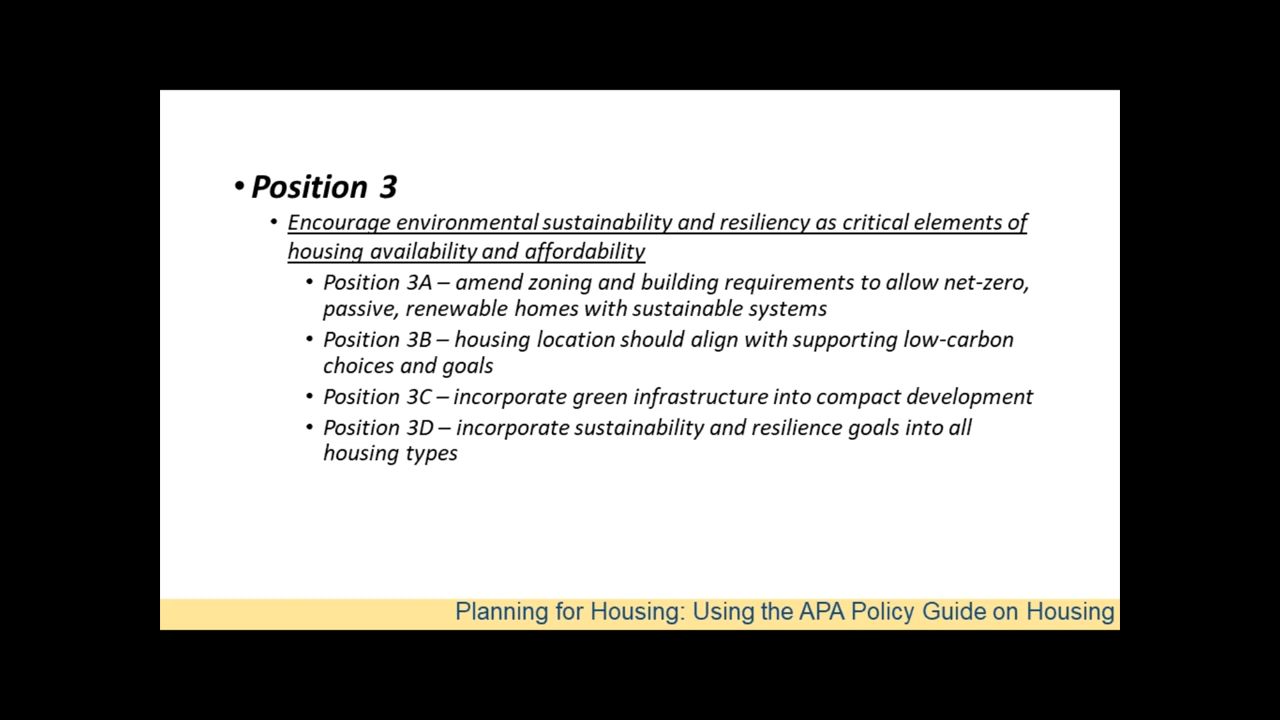 • Position 3
• Encourage environmental sustainability and resiliency as critical elements of
housing availability and affordability
• Position 3A – amend zoning and building requirements to allow net-zero,
passive, renewable homes with sustainable systems
• Position 3B – housing location should align with supporting low-carbon
choices and goals
• Position 3C – incorporate green infrastructure into compact development
• Position 3D – incorporate sustainability and resilience goals into all
housing types
Planning for Housing: Using the APA Policy Guide on Housing